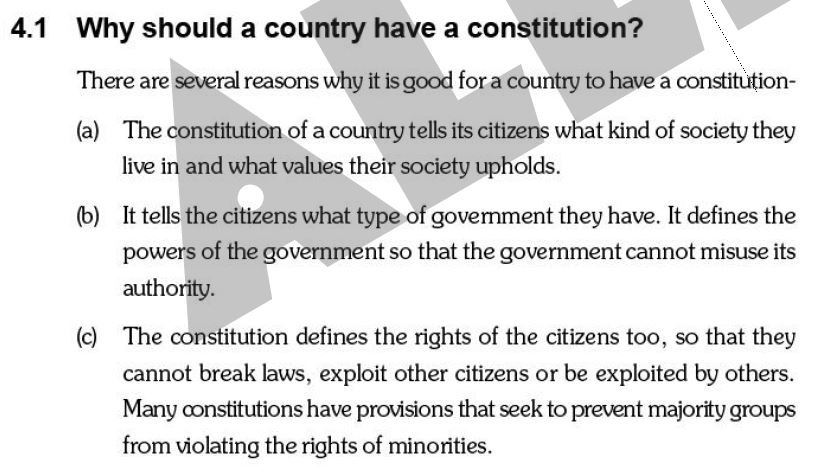 4.1 Why should a country have a constitution?
There are several reasons why it is good for a country to have a constitution-
(a) The constitution of a country tells its citizens what kind of society they
live in and what values their society upholds.
(b) It tells the citizens what type of government they have. It defines the
powers of the government so that the government cannot misuse its
authority.
(c) The constitution defines the rights of the citizens too, so that they
cannot break laws, exploit other citizens or be exploited by others.
Many constitutions have provisions that seek to prevent majority groups
from violating the rights of minorities.